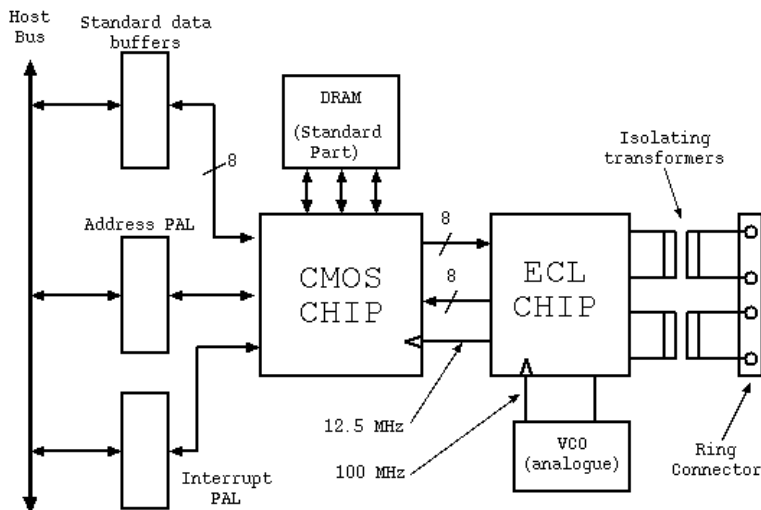 Host
Bus
Standard data
buffers
DRAM
(Standard
Part)
Isolating
transformers
8
Address PAL
CMOS
CHIP
8
8
ECL
CHIP
12.5 MHz
100 MHz
VCO
(analogue)
Interrupt
PAL
Ring
Connector